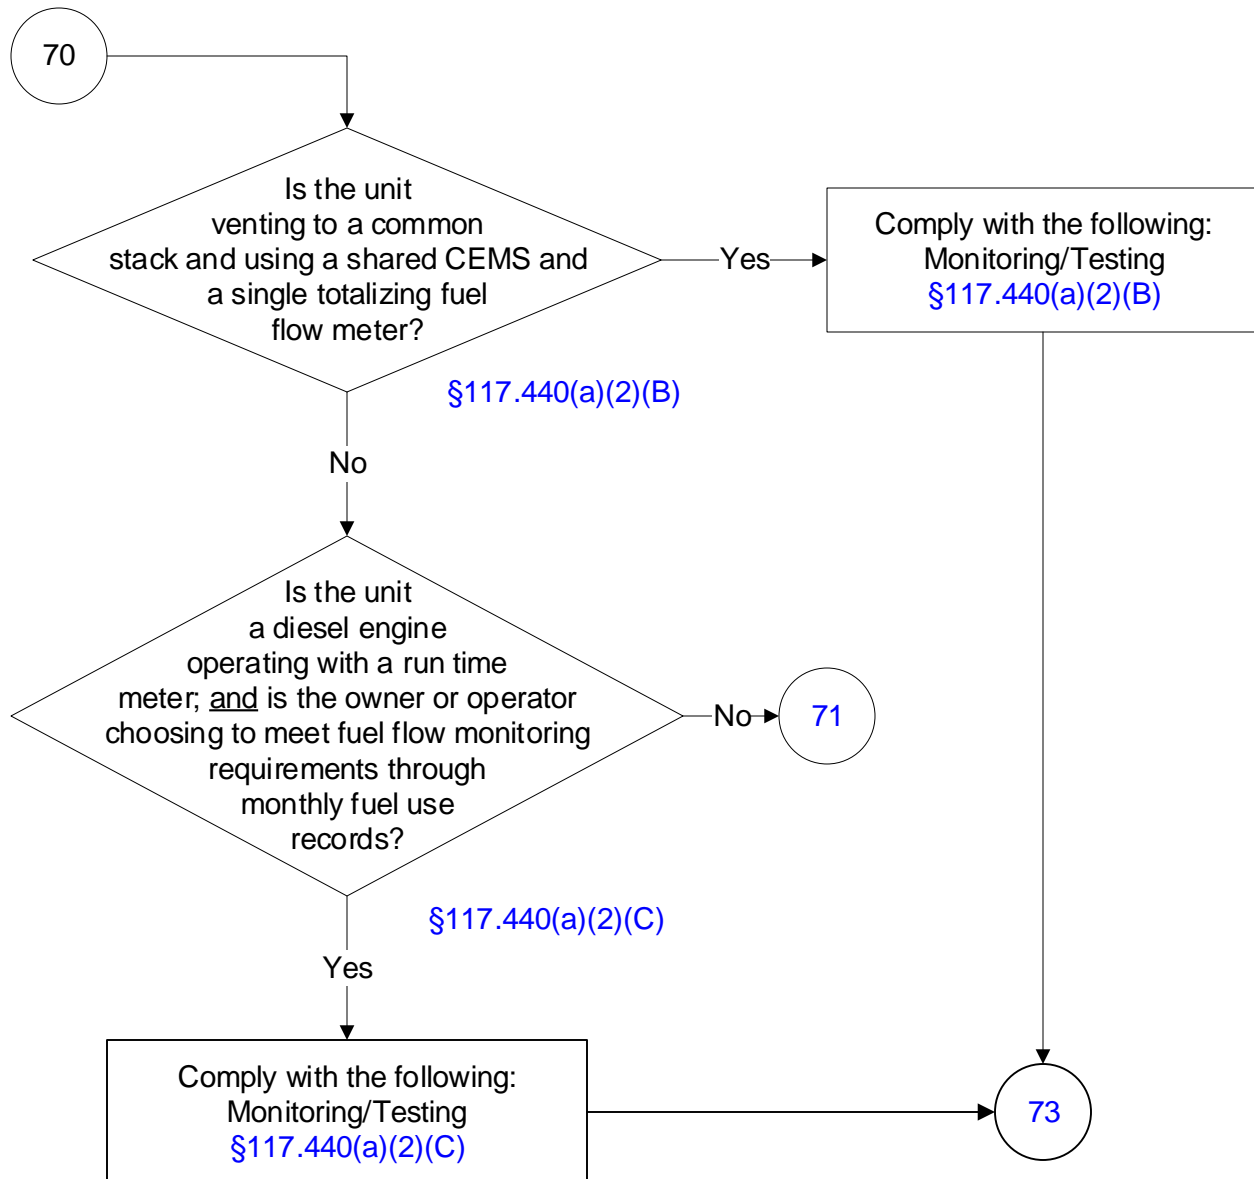 70
Is the unit
venting to a common
stack and using a shared CEMS and
a single totalizing fuel
flow meter?
Yes
Comply with the following:
Monitoring/Testing
§117.440(a)(2)(B)
§117.440(a)(2)(B)
No
Is the unit
a diesel engine
operating with a run time
meter; and is the owner or operator
choosing to meet fuel flow monitoring
requirements through
monthly fuel use
records?
No
71
§117.440(a)(2)(C)
Yes
Comply with the following:
Monitoring/Testing
§117.440(a)(2)(C)
73